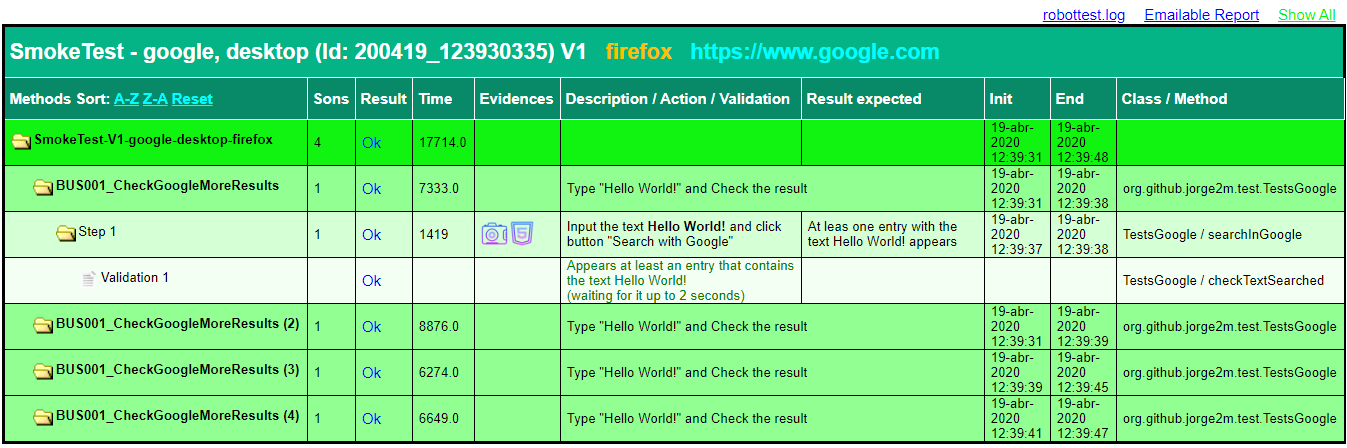 robottest.log Emailable Report Show All
SmokeTest - google, desktop (Id: 200419_123930335) V1 firefox https://www.google.com
Methods Sort: A-Z Z-A Reset Sons Result Time Evidences Description / Action / Validation Result expected Init End Class / Method
SmokeTest-V1-google-desktop-firefox 4 Ok 17714.0 19-abr-2020 12:39:31 19-abr-2020 12:39:48
BUS001_CheckGoogleMoreResults 1 Ok 7333.0 Type "Hello World!" and Check the result 19-abr-2020 12:39:31 19-abr-2020 12:39:38 org.github.jorge2m.test.TestsGoogle
Step 1 1 Ok 1419 Input the text Hello World! and click button "Search with Google" At leas one entry with the text Hello World! appears 19-abr-2020 12:39:37 19-abr-2020 12:39:38 TestsGoogle / searchInGoogle
Validation 1 Ok Appears at least an entry that contains the text Hello World! (waiting for it up to 2 seconds) TestsGoogle / checkTextSearched
BUS001_CheckGoogleMoreResults (2) 1 Ok 8876.0 Type "Hello World!" and Check the result 19-abr-2020 12:39:31 19-abr-2020 12:39:39 org.github.jorge2m.test.TestsGoogle
BUS001_CheckGoogleMoreResults (3) 1 Ok 6274.0 Type "Hello World!" and Check the result 19-abr-2020 12:39:39 19-abr-2020 12:39:45 org.github.jorge2m.test.TestsGoogle
BUS001_CheckGoogleMoreResults (4) 1 Ok 6649.0 Type "Hello World!" and Check the result 19-abr-2020 12:39:41 19-abr-2020 12:39:47 org.github.jorge2m.test.TestsGoogle